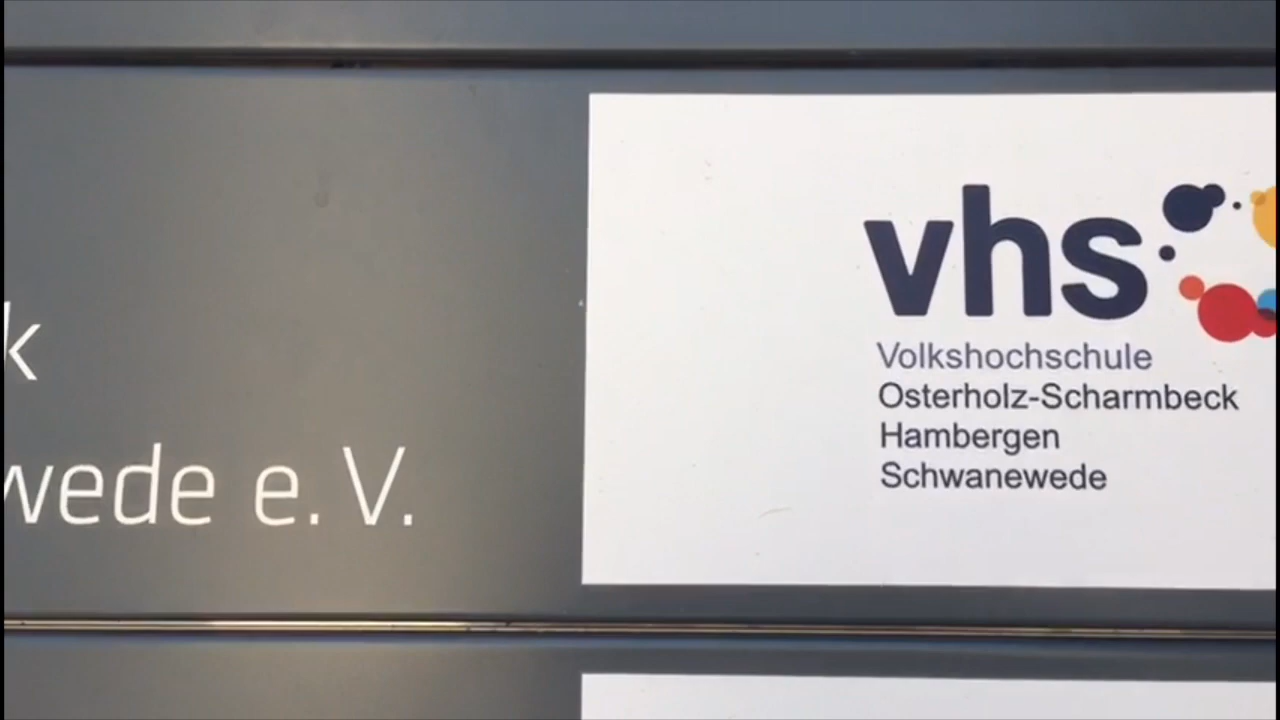 k
wede e. V.
vhs
Volkshochschule
Osterholz-Scharmbeck
Hambergen
Schwanewede